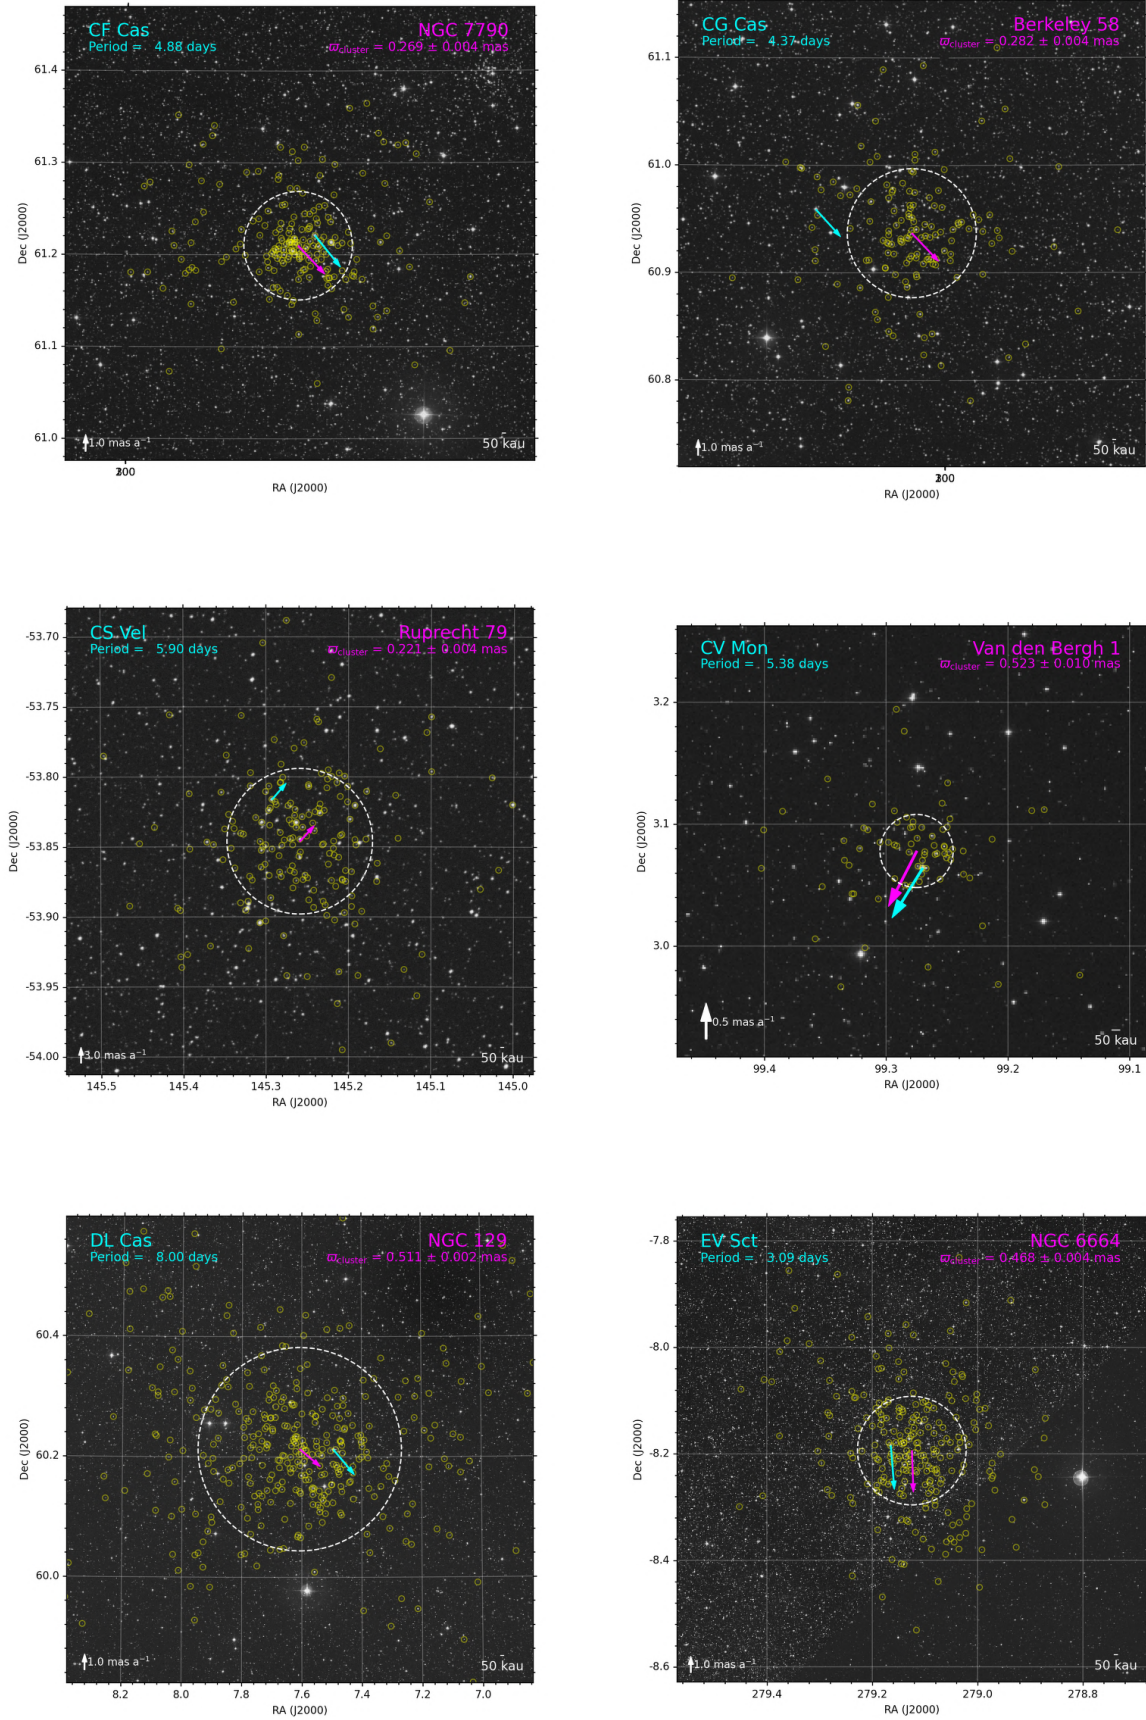 CF Cas NGC 7790
Period = 4.88 days ϖcluster = 0.269 ± 0.004 mas
61.4
61.3
61.2
61.1
61.0
Dec (J2000)
1.0 mas a⁻¹ 50 kau
RA (J2000)
CG Cas Berkeley 58
Period = 4.37 days ϖcluster = 0.282 ± 0.004 mas
61.1
61.0
60.9
60.8
Dec (J2000)
1.0 mas a⁻¹ 50 kau
RA (J2000)
CS Vel Ruprecht 79
Period = 5.90 days ϖcluster = 0.221 ± 0.004 mas
-53.70
-53.75
-53.80
-53.85
-53.90
-53.95
-54.00
Dec (J2000)
3.0 mas a⁻¹ 50 kau
145.5 145.4 145.3 145.2 145.1 145.0
RA (J2000)
CV Mon Van den Bergh 1
Period = 5.38 days ϖcluster = 0.523 ± 0.010 mas
3.2
3.1
3.0
Dec (J2000)
0.5 mas a⁻¹ 50 kau
99.4 99.3 99.2 99.1
RA (J2000)
DL Cas NGC 129
Period = 8.00 days ϖcluster = 0.511 ± 0.002 mas
60.4
60.2
60.0
Dec (J2000)
1.0 mas a⁻¹ 50 kau
8.2 8.0 7.8 7.6 7.4 7.2 7.0
RA (J2000)
EV Sct NGC 6664
Period = 3.09 days ϖcluster = 0.468 ± 0.004 mas
-7.8
-8.0
-8.2
-8.4
-8.6
Dec (J2000)
1.0 mas a⁻¹ 50 kau
279.4 279.2 279.0 278.8
RA (J2000)